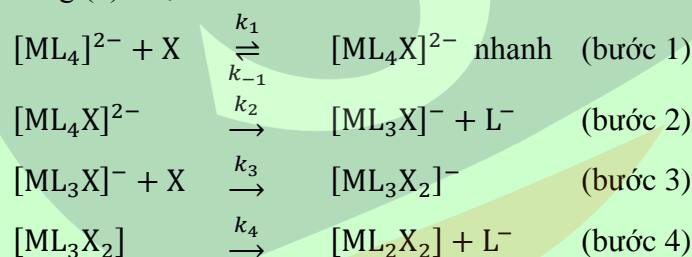 [ML₄]²⁻ + X ⇌ (k₁ / k₋₁) [ML₄X]²⁻ nhanh (bước 1)
[ML₄X]²⁻ →(k₂) [ML₃X]⁻ + L⁻ (bước 2)
[ML₃X]⁻ + X →(k₃) [ML₃X₂]⁻ (bước 3)
[ML₃X₂] →(k₄) [ML₂X₂] + L⁻ (bước 4)